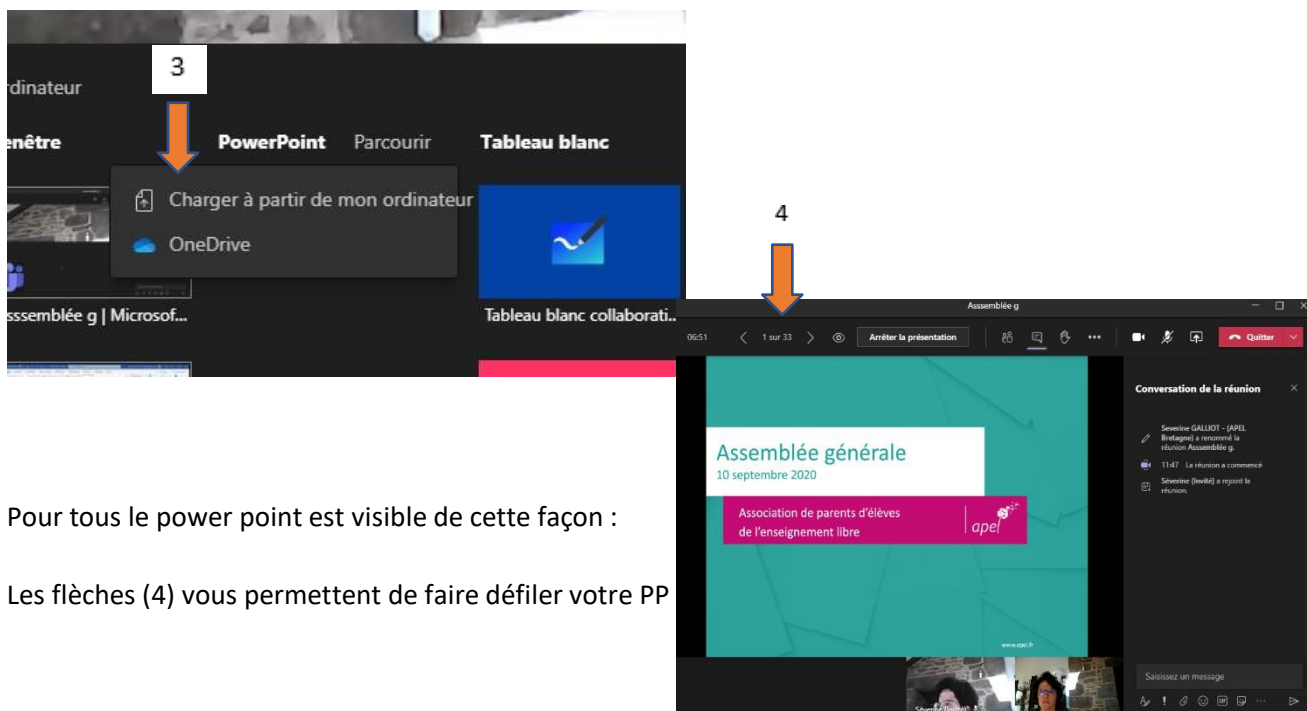 3
rdinateur
enêtre
PowerPoint Parcourir
Tableau blanc
Charger à partir de mon ordinateur
OneDrive
sssemblée g | Microsof...
Tableau blanc collaborati..
4
Asssemblée g
06:51
1 sur 33
Arrêter la présentation
Quitter
Assemblée générale
10 septembre 2020
Association de parents d'élèves
de l'enseignement libre
apel
www.apel.fr
Conversation de la réunion
Severine GALLIOT - (APEL
Bretagne) a renommé la
réunion Asssemblée g.
11:47 La réunion a commencé
Séverine (Invité) a rejoint la
réunion.
Saisissez un message
Séverine (Invité)
Pour tous le power point est visible de cette façon :
Les flèches (4) vous permettent de faire défiler votre PP